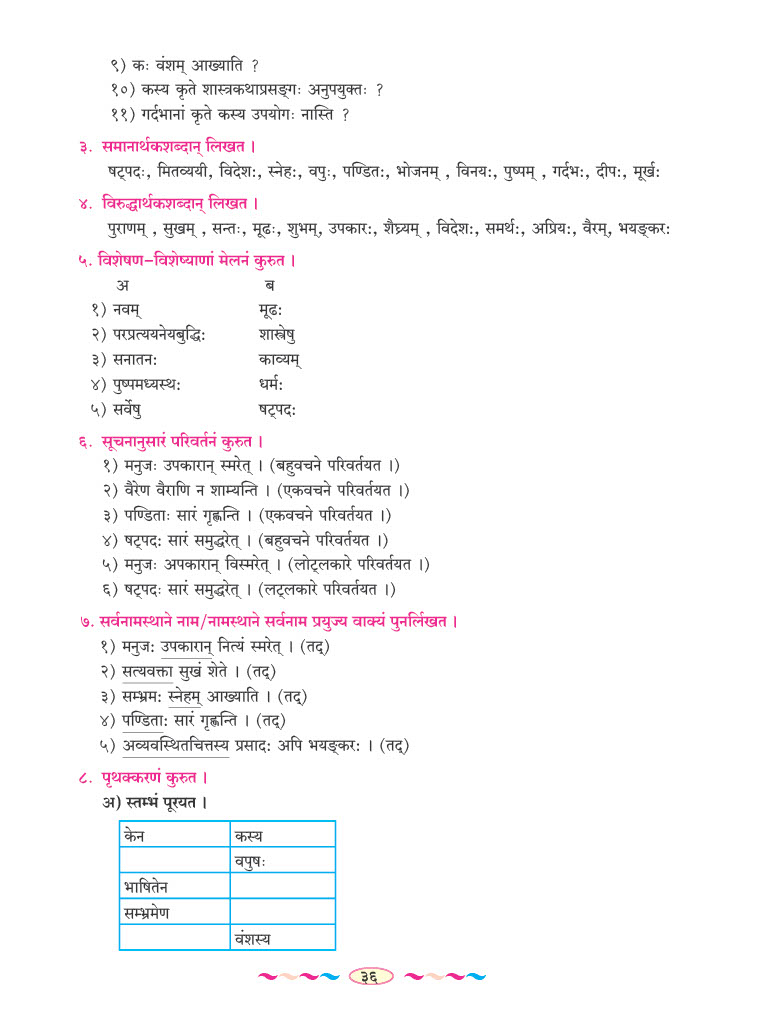 ९) कः वंशम् आख्याति ?
१०) कस्य कृते शास्त्रकथाप्रसङ्गः अनुपयुक्तः ?
११) गर्दभानां कृते कस्य उपयोगः नास्ति ?
३. समानार्थकशब्दान् लिखत ।
षट्पदः, मितव्ययी, विदेशः, स्नेहः, वपुः, पण्डितः, भोजनम् , विनयः, पुष्पम् , गर्दभः, दीपः, मूर्खः
४. विरुद्धार्थकशब्दान् लिखत ।
पुराणम् , सुखम् , सन्तः, मूढः, शुभम्, उपकारः, शैघ्र्यम् , विदेशः, समर्थः, अप्रियः, वैरम्, भयङ्करः
५. विशेषण-विशेष्याणां मेलनं कुरुत ।
अ ब
१) नवम् मूढः
२) परप्रत्ययनेयबुद्धिः शास्त्रेषु
३) सनातनः काव्यम्
४) पुष्पमध्यस्थः धर्मः
५) सर्वेषु षट्पदः
६. सूचनानुसारं परिवर्तनं कुरुत ।
१) मनुजः उपकारान् स्मरेत् । (बहुवचने परिवर्तयत ।)
२) वैरेण वैराणि न शाम्यन्ति । (एकवचने परिवर्तयत ।)
३) पण्डिताः सारं गृह्णन्ति । (एकवचने परिवर्तयत ।)
४) षट्पदः सारं समुद्धरेत् । (बहुवचने परिवर्तयत ।)
५) मनुजः अपकारान् विस्मरेत् । (लोट्लकारे परिवर्तयत ।)
६) षट्पदः सारं समुद्धरेत् । (लट्लकारे परिवर्तयत ।)
७. सर्वनामस्थाने नाम/नामस्थाने सर्वनाम प्रयुज्य वाक्यं पुनर्लिखत ।
१) मनुजः उपकारान् नित्यं स्मरेत् । (तद्)
२) सत्यवक्ता सुखं शेते । (तद्)
३) सम्भ्रमः स्नेहम् आख्याति । (तद्)
४) पण्डिताः सारं गृह्णन्ति । (तद्)
५) अव्यवस्थितचित्तस्य प्रसादः अपि भयङ्करः । (तद्)
८. पृथक्करणं कुरुत ।
अ) स्तम्भं पूरयत ।
केन कस्य
वपुषः
भाषितेन
सम्भ्रमेण
वंशस्य
३६